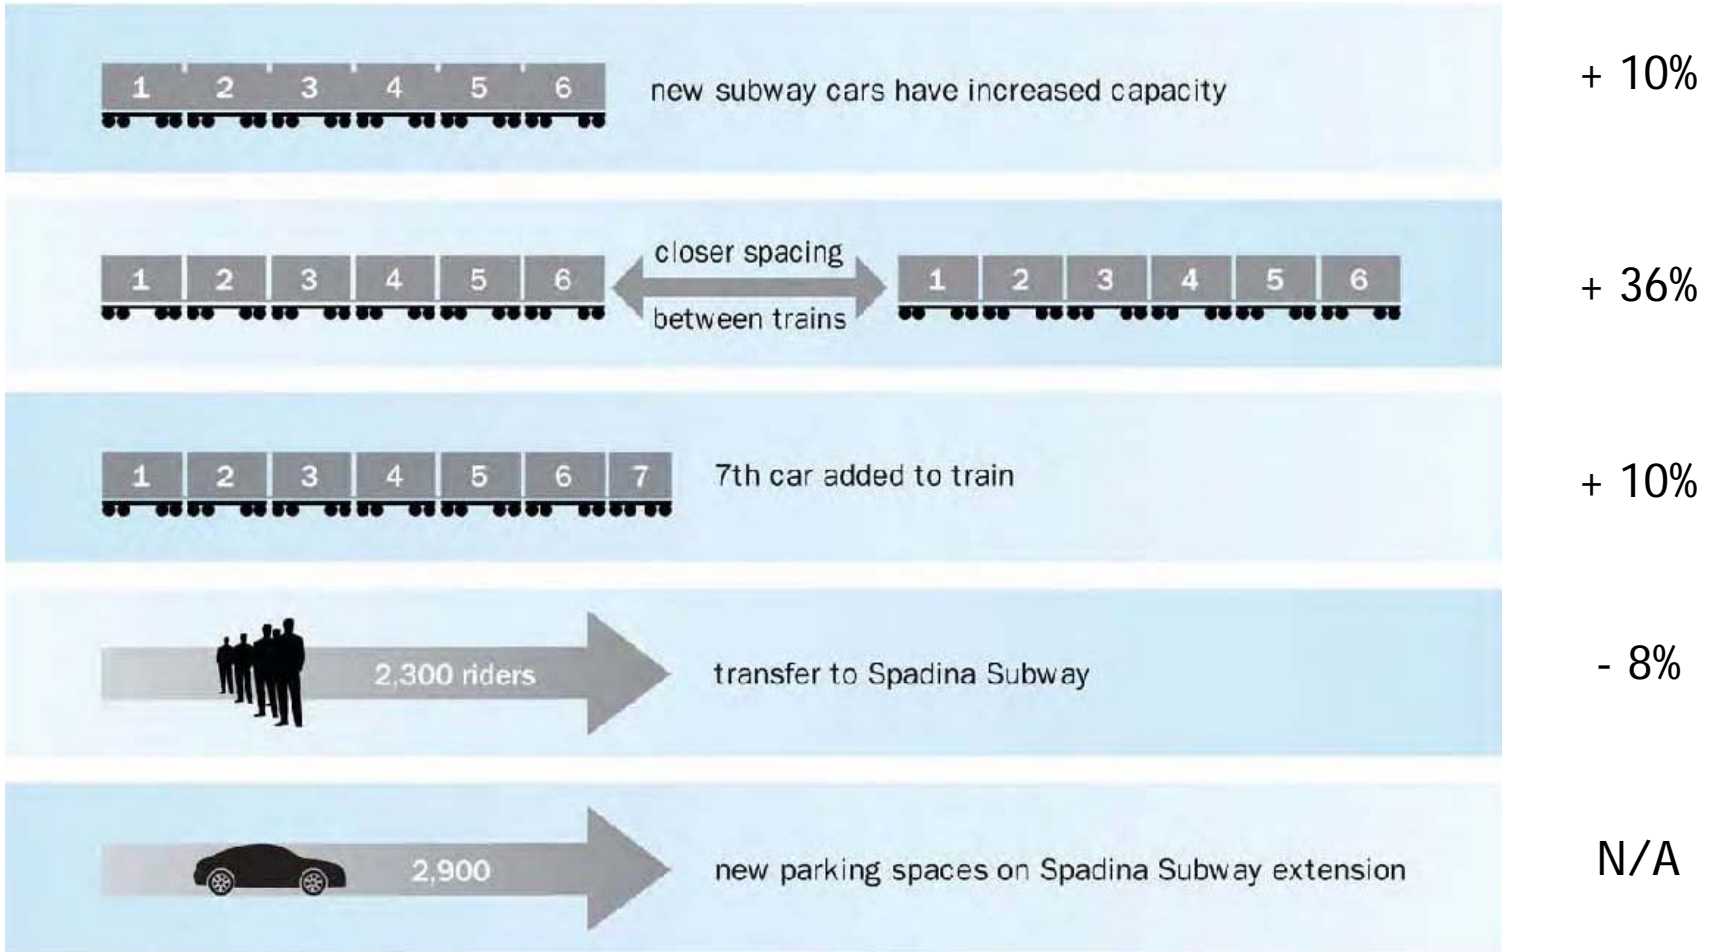 1 2 3 4 5 6 new subway cars have increased capacity + 10%
closer spacing
1 2 3 4 5 6 1 2 3 4 5 6 + 36%
between trains
1 2 3 4 5 6 7 7th car added to train + 10%
2,300 riders transfer to Spadina Subway - 8%
2,900 new parking spaces on Spadina Subway extension N/A